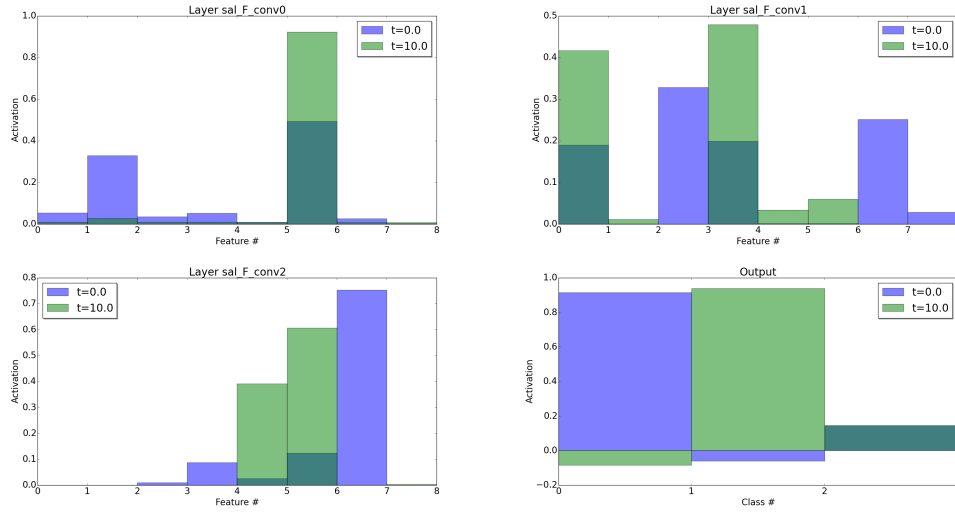 Layer sal_F_conv0
1.0
0.8
0.6
0.4
0.2
0.0
Activation
t=0.0
t=10.0
0 1 2 3 4 5 6 7 8
Feature #
Layer sal_F_conv1
0.5
0.4
0.3
0.2
0.1
0.0
Activation
t=0.0
t=10.0
0 1 2 3 4 5 6 7
Feature #
Layer sal_F_conv2
0.8
0.7
0.6
0.5
0.4
0.3
0.2
0.1
0.0
Activation
t=0.0
t=10.0
0 1 2 3 4 5 6 7 8
Feature #
Output
1.0
0.8
0.6
0.4
0.2
0.0
−0.2
Activation
t=0.0
t=10.0
0 1 2
Class #